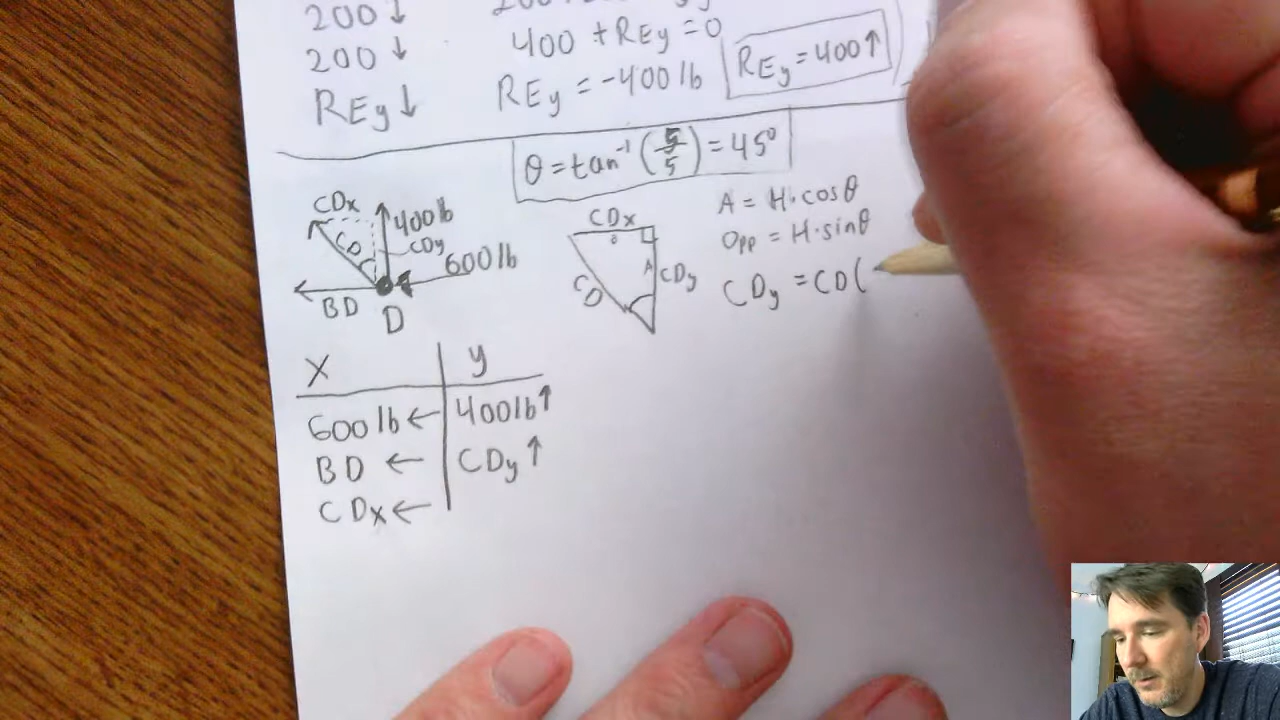 200↓
200↓ 400 + REy = 0
REy↓ REy = -400 lb REy = 400↑
θ = tan⁻¹(5/5) = 45°
CDx 400 lb
CD CDy 600 lb
BD D
CDx
CD A CDy
A = H·cosθ
Opp = H·sinθ
CDy = CD(
x y
600 lb ← 400 lb↑
BD ← CDy↑
CDx ←